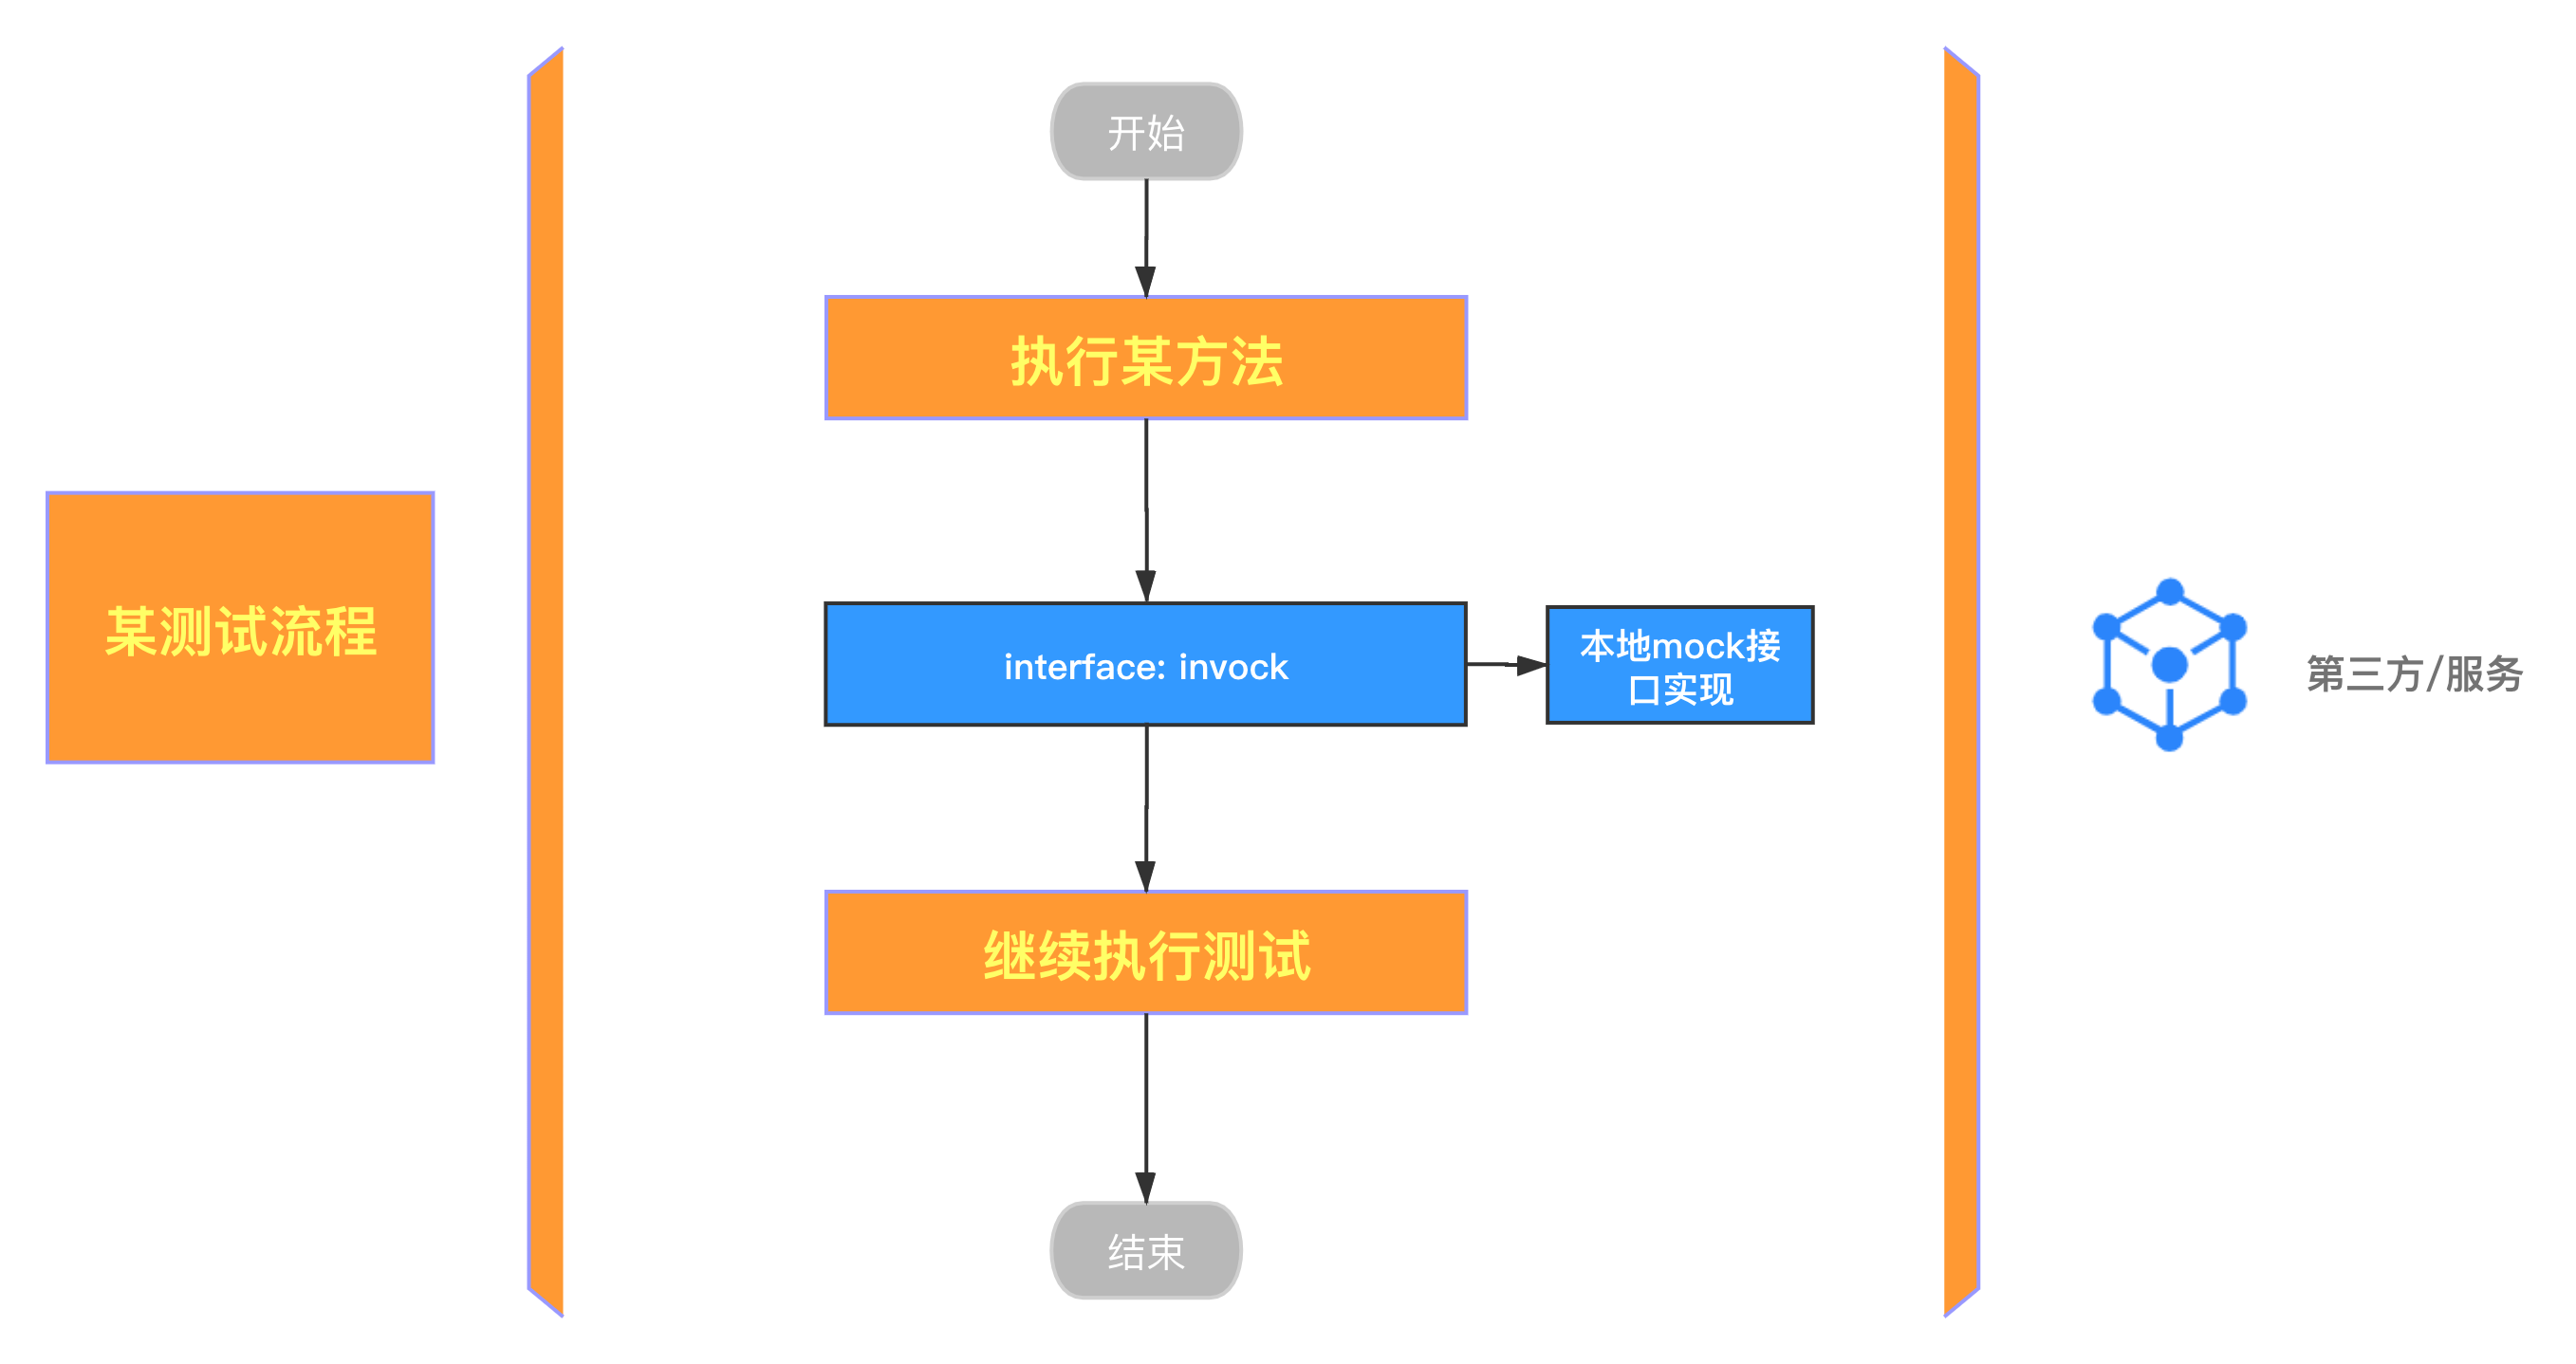 开始
执行某方法
某测试流程
interface: invock
本地mock接
口实现
第三方/服务
继续执行测试
结束